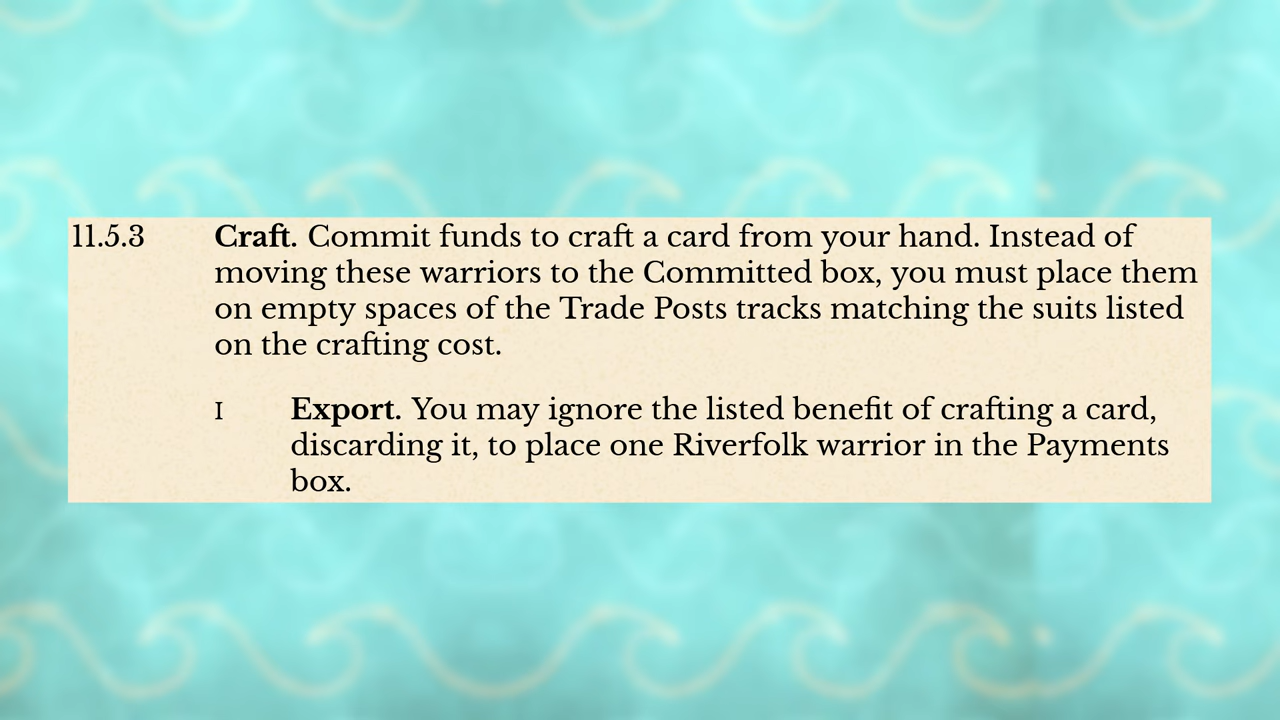 11.5.3 Craft. Commit funds to craft a card from your hand. Instead of
moving these warriors to the Committed box, you must place them
on empty spaces of the Trade Posts tracks matching the suits listed
on the crafting cost.
I Export. You may ignore the listed benefit of crafting a card,
discarding it, to place one Riverfolk warrior in the Payments
box.